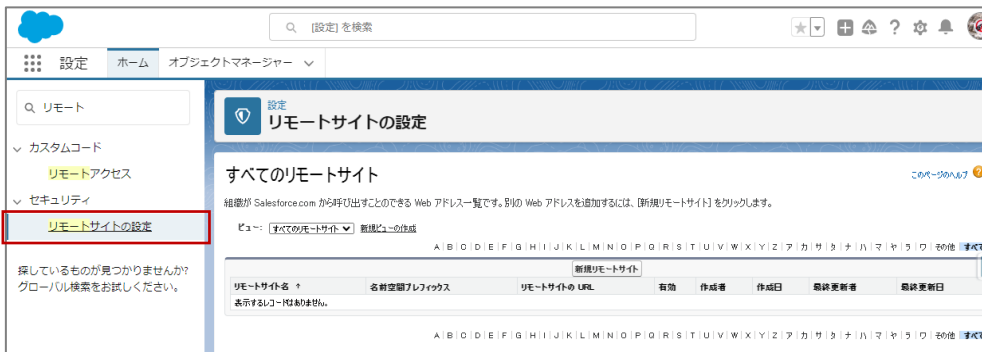 [設定] を検索
設定
ホーム
オブジェクトマネージャー
リモート
カスタムコード
リモートアクセス
セキュリティ
リモートサイトの設定
探しているものが見つかりませんか?
グローバル検索をお試しください。
設定
リモートサイトの設定
すべてのリモートサイト
このページのヘルプ
組織が Salesforce.com から呼び出すことのできる Web アドレス一覧です。別の Web アドレスを追加するには、[新規リモートサイト] をクリックします。
ビュー: すべてのリモートサイト 新規ビューの作成
A | B | C | D | E | F | G | H | I | J | K | L | M | N | O | P | Q | R | S | T | U | V | W | X | Y | Z | ア | カ | サ | タ | ナ | ハ | マ | ヤ | ラ | ワ | その他 すべて
新規リモートサイト
リモートサイト名 ↑ 名前空間プレフィックス リモートサイトの URL 有効 作成者 作成日 最終更新者 最終更新日
表示するレコードはありません。
A | B | C | D | E | F | G | H | I | J | K | L | M | N | O | P | Q | R | S | T | U | V | W | X | Y | Z | ア | カ | サ | タ | ナ | ハ | マ | ヤ | ラ | ワ | その他 すべて